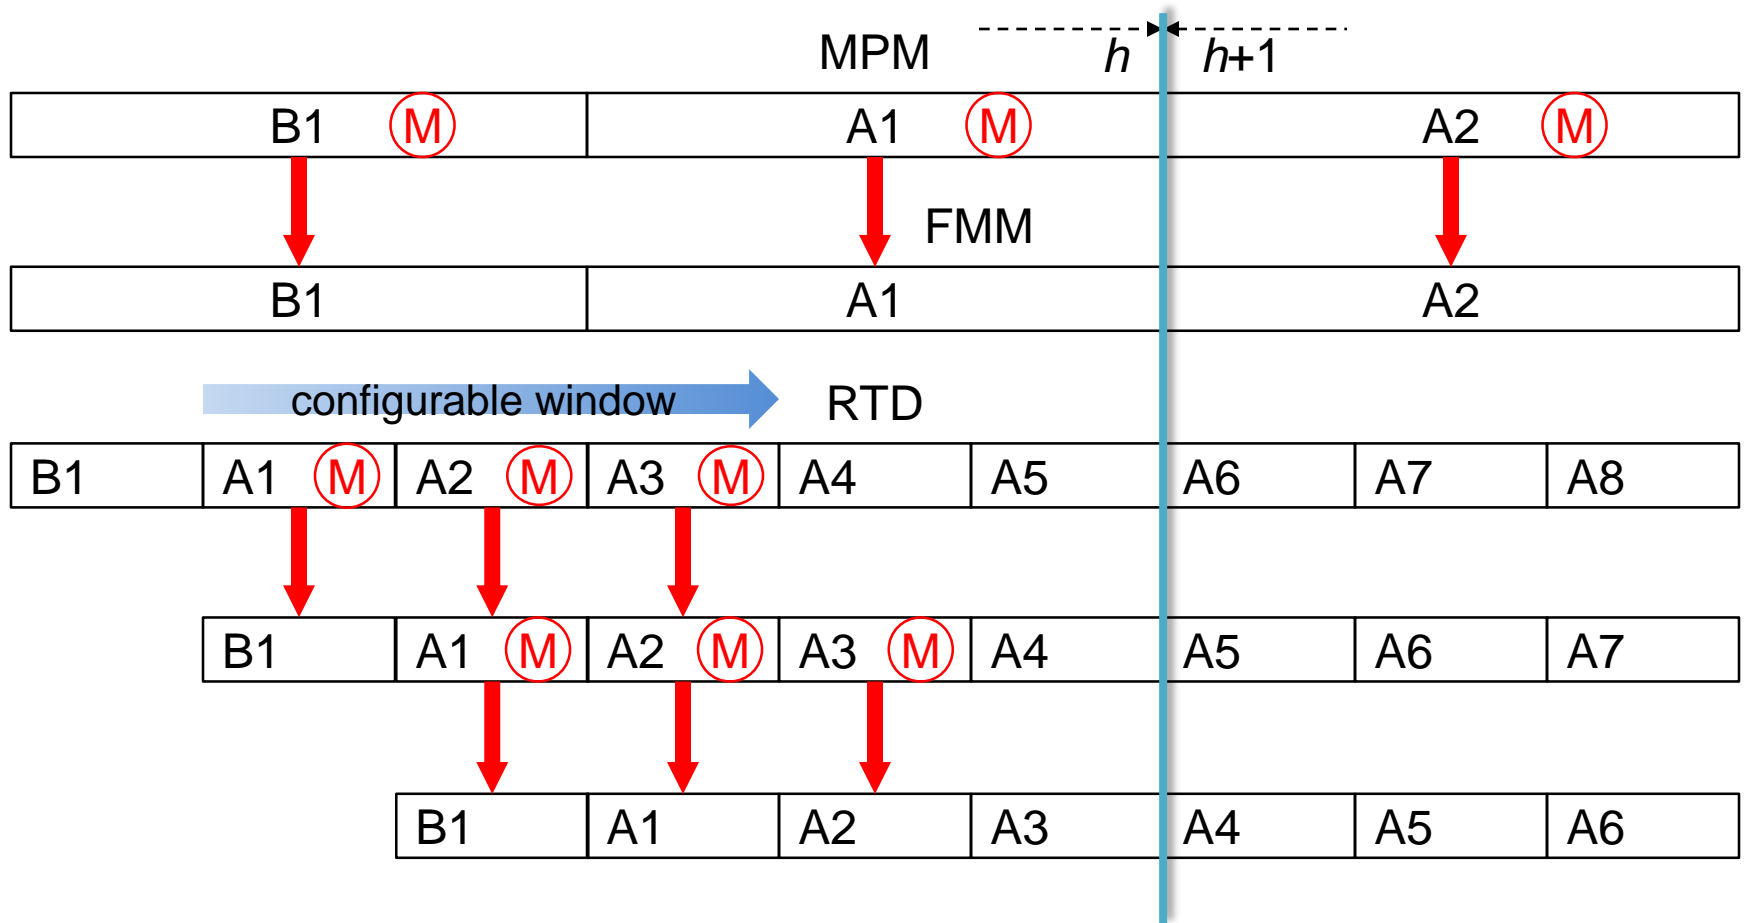 MPM h h+1
B1 M A1 M A2 M
FMM
B1 A1 A2
configurable window RTD
B1 A1 M A2 M A3 M A4 A5 A6 A7 A8
B1 A1 M A2 M A3 M A4 A5 A6 A7
B1 A1 A2 A3 A4 A5 A6